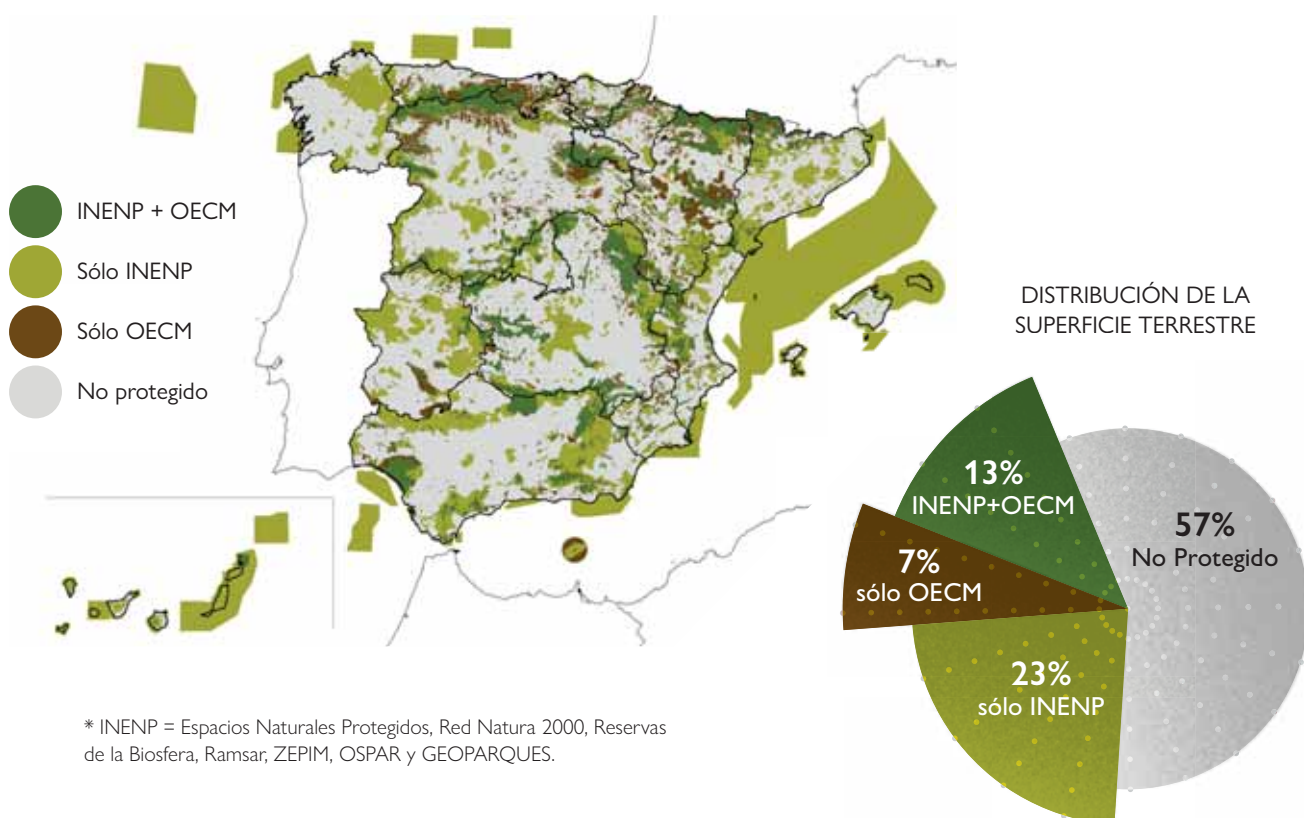 INENP + OECM
Sólo INENP
Sólo OECM
No protegido
DISTRIBUCIÓN DE LA
SUPERFICIE TERRESTRE
13%
INENP+OECM
57%
No Protegido
7%
sólo OECM
23%
sólo INENP
* INENP = Espacios Naturales Protegidos, Red Natura 2000, Reservas
de la Biosfera, Ramsar, ZEPIM, OSPAR y GEOPARQUES.